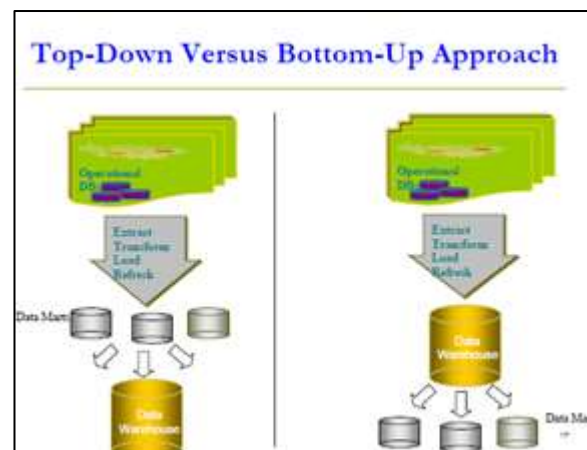 Top-Down Versus Bottom-Up Approach
Operational
DB
Extract
Transform
Load
Refresh
Data Marts
Data
Warehouse
Operational
DB
Extract
Transform
Load
Refresh
Data
Warehouse
Data Ma